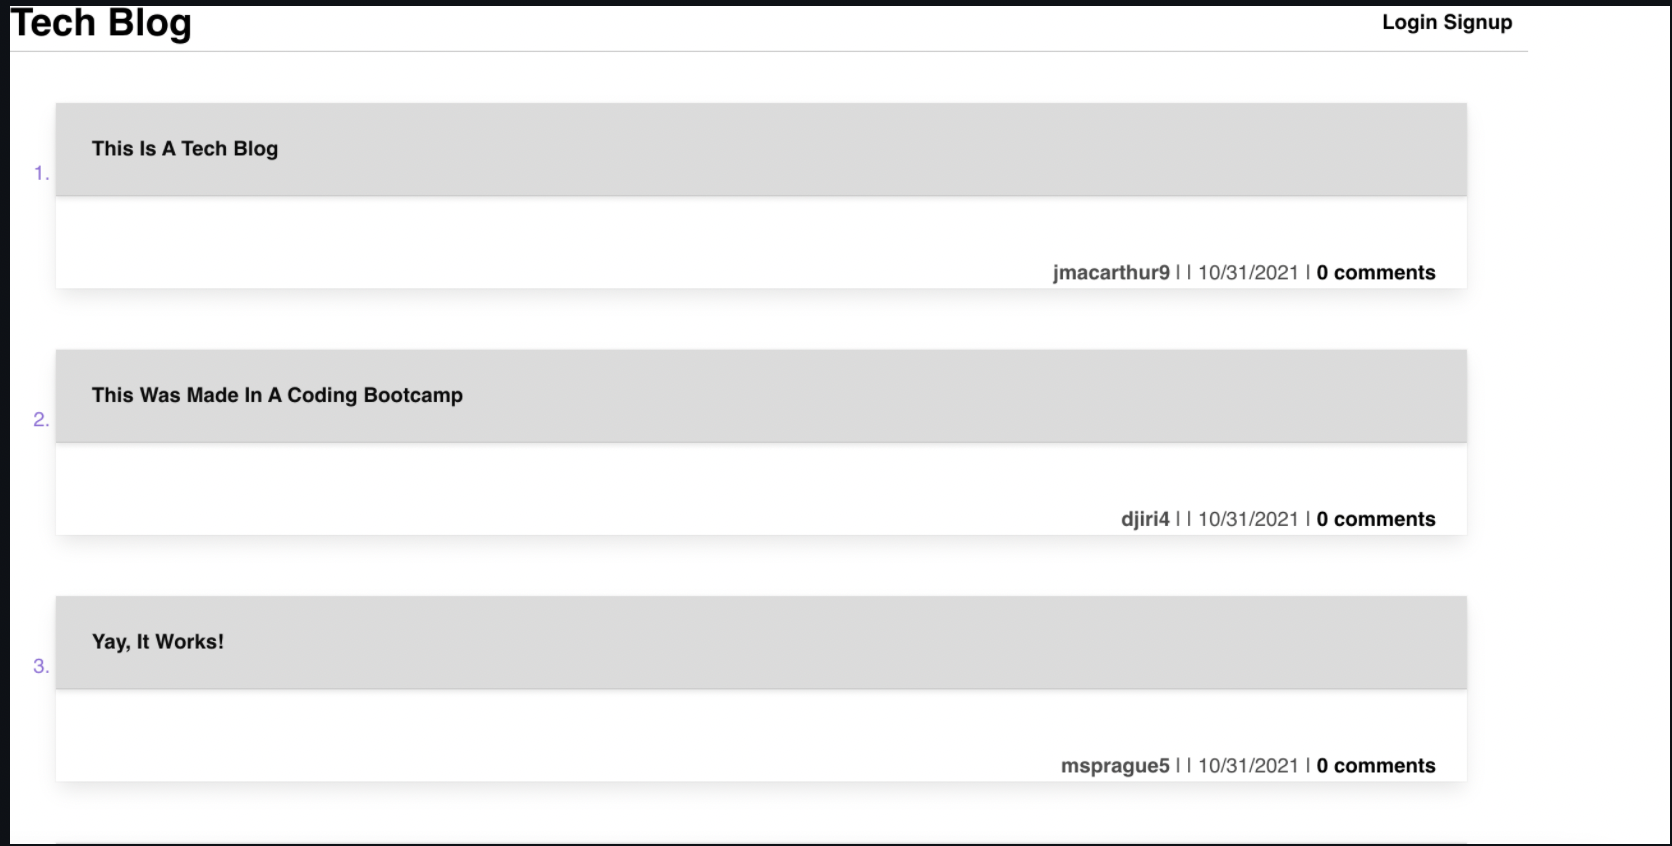 Tech Blog
Login Signup
This Is A Tech Blog
1.
jmacarthur9 | | 10/31/2021 | 0 comments
This Was Made In A Coding Bootcamp
2.
djiri4 | | 10/31/2021 | 0 comments
Yay, It Works!
3.
msprague5 | | 10/31/2021 | 0 comments